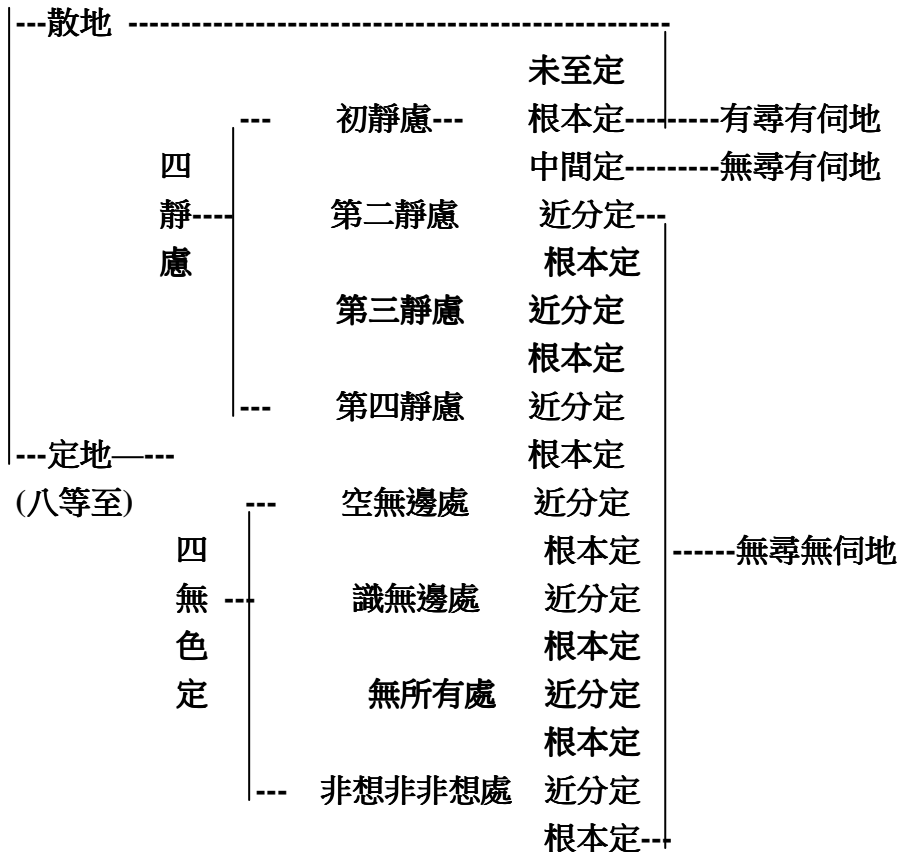 ---散地 ------------------------------------------------
未至定
--- 初靜慮--- 根本定---------有尋有伺地
四 中間定---------無尋有伺地
靜---- 第二靜慮 近分定---
慮 根本定
第三靜慮 近分定
根本定
--- 第四靜慮 近分定
---定地—--- 根本定
(八等至) --- 空無邊處 近分定
四 根本定 ------無尋無伺地
無 --- 識無邊處 近分定
色 根本定
定 無所有處 近分定
根本定
--- 非想非非想處 近分定
根本定---